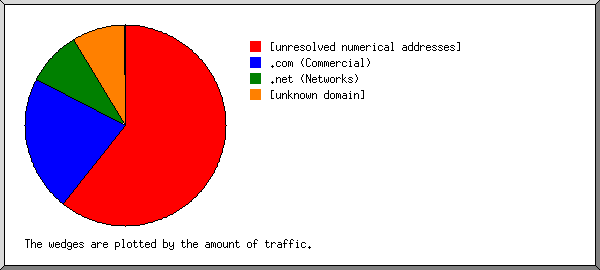 [unresolved numerical addresses]
.com (Commercial)
.net (Networks)
[unknown domain]
The wedges are plotted by the amount of traffic.